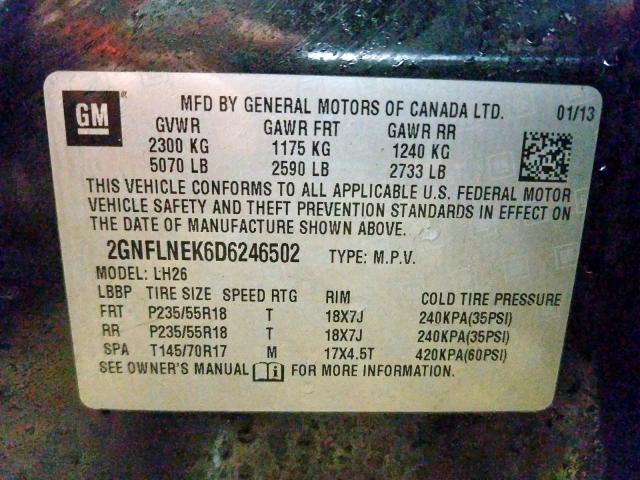 GM
MFD BY GENERAL MOTORS OF CANADA LTD. 01/13
GVWR GAWR FRT GAWR RR
2300 KG 1175 KG 1240 KG
5070 LB 2590 LB 2733 LB
THIS VEHICLE CONFORMS TO ALL APPLICABLE U.S. FEDERAL MOTOR
VEHICLE SAFETY AND THEFT PREVENTION STANDARDS IN EFFECT ON
THE DATE OF MANUFACTURE SHOWN ABOVE.
2GNFLNEK6D6246502 TYPE: M.P.V.
MODEL: LH26
LBBP TIRE SIZE SPEED RTG RIM COLD TIRE PRESSURE
FRT P235/55R18 T 18X7J 240KPA(35PSI)
RR P235/55R18 T 18X7J 240KPA(35PSI)
SPA T145/70R17 M 17X4.5T 420KPA(60PSI)
SEE OWNER'S MANUAL FOR MORE INFORMATION.